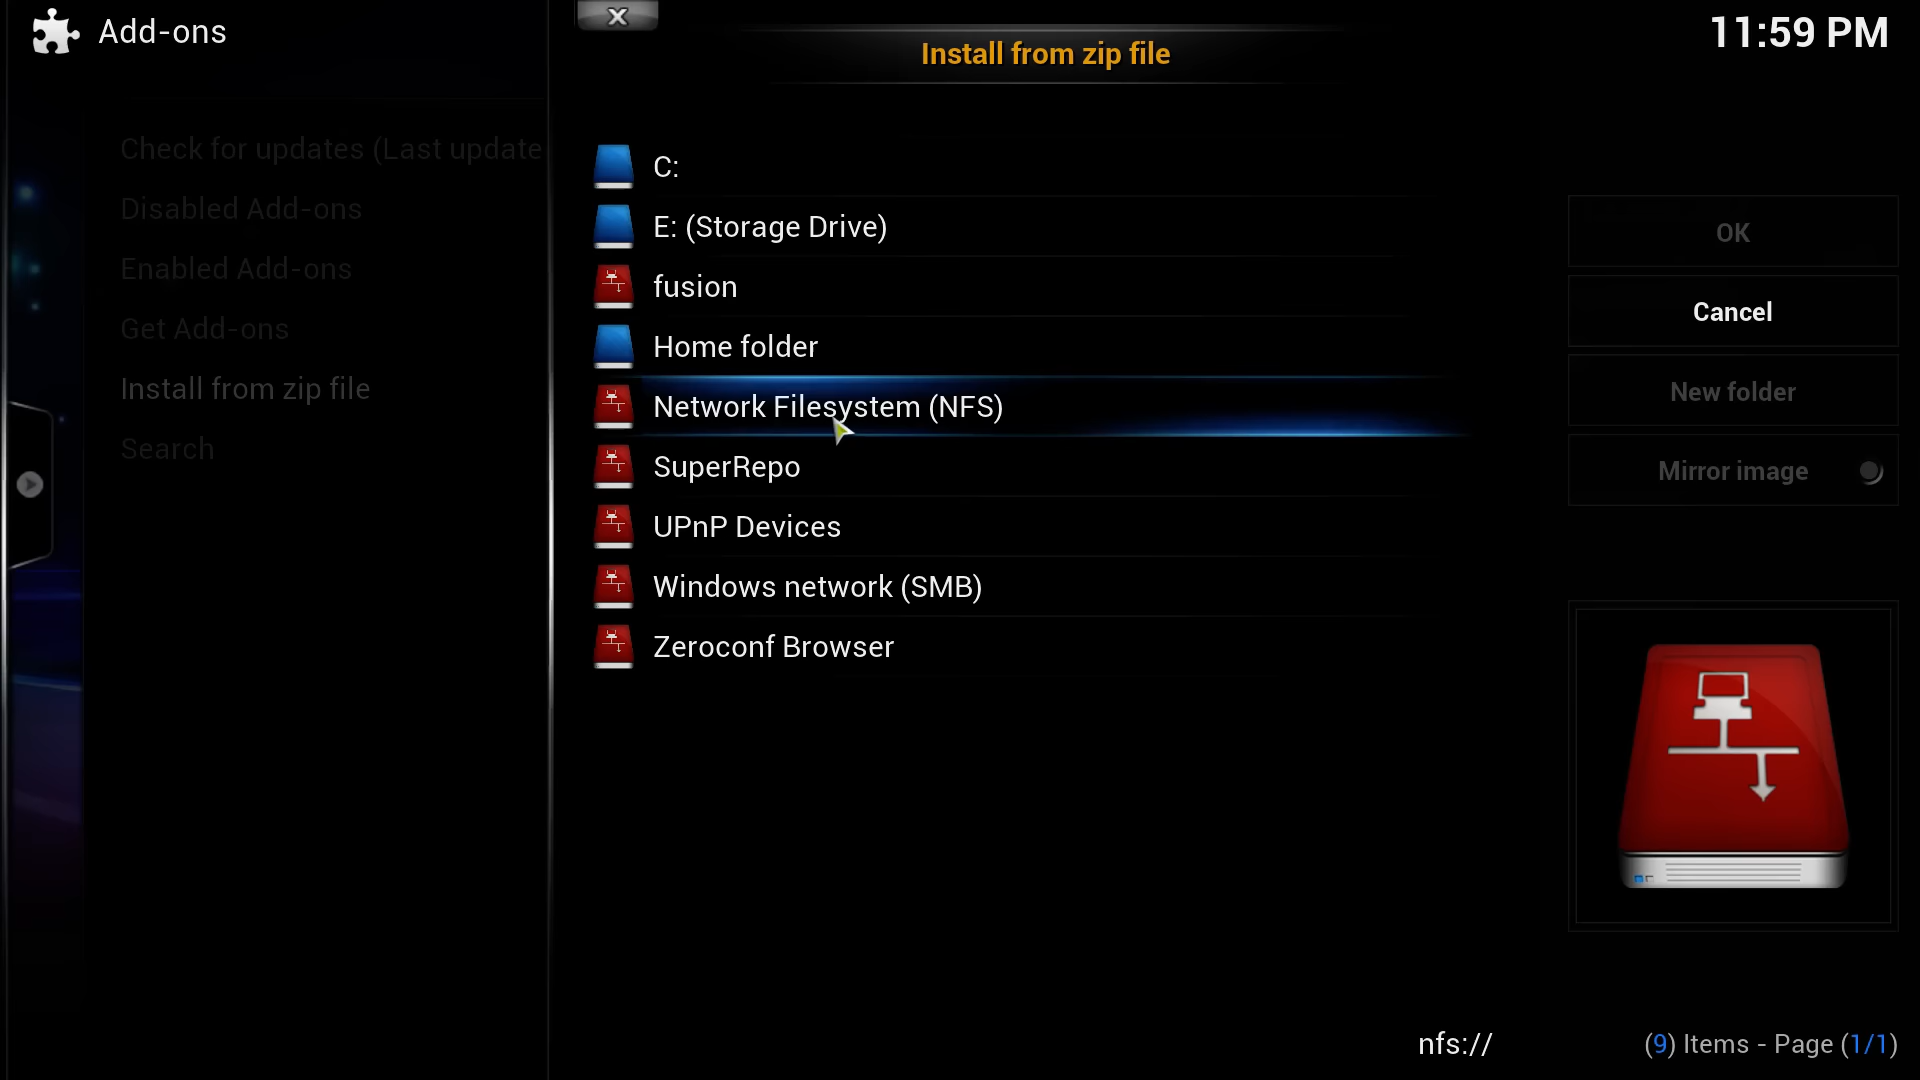 Add-ons
X
Install from zip file
11:59 PM
Check for updates (Last update
Disabled Add-ons
Enabled Add-ons
Get Add-ons
Install from zip file
Search
C:
E: (Storage Drive)
fusion
Home folder
Network Filesystem (NFS)
SuperRepo
UPnP Devices
Windows network (SMB)
Zeroconf Browser
OK
Cancel
New folder
Mirror image
nfs://
(9) Items - Page (1/1)